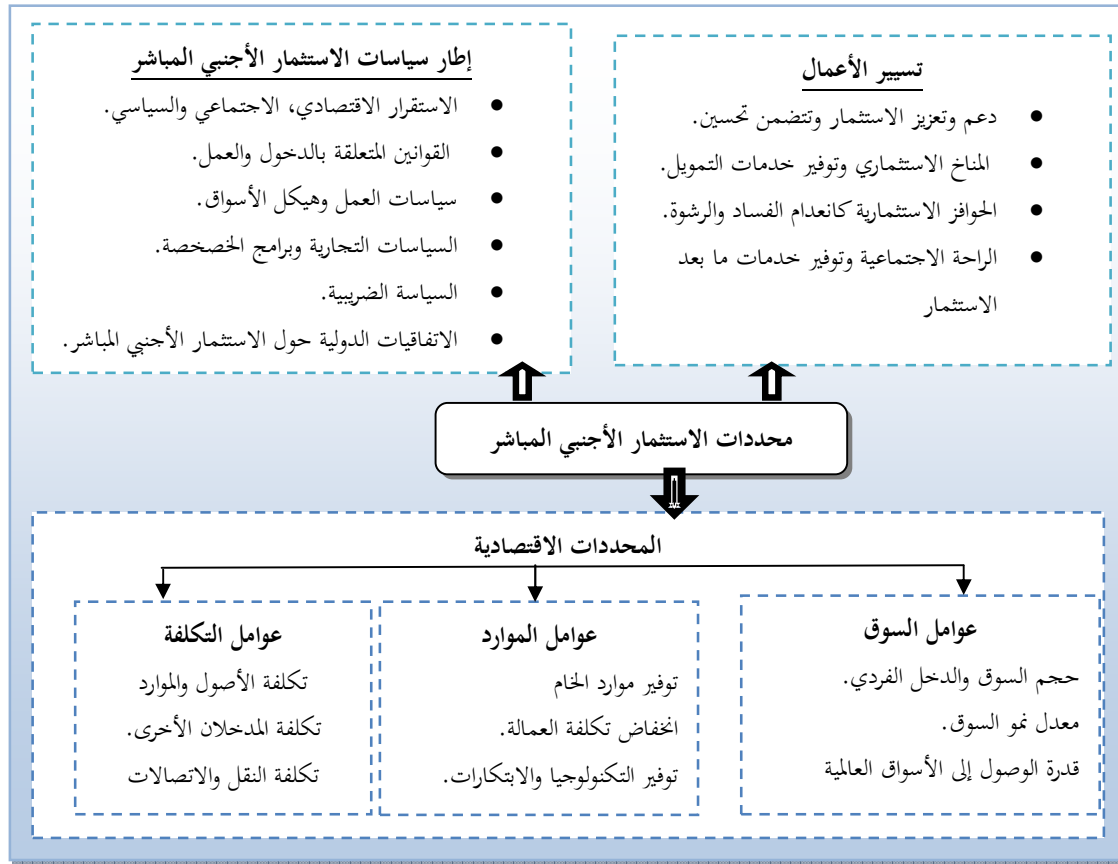 تسيير الأعمال
● دعم وتعزيز الاستثمار وتتضمن تحسين.
● المناخ الاستثماري وتوفير خدمات التمويل.
● الحوافز الاستثمارية كانعدام الفساد والرشوة.
● الراحة الاجتماعية وتوفير خدمات ما بعد
الاستثمار
إطار سياسات الاستثمار الأجنبي المباشر
● الاستقرار الاقتصادي، الاجتماعي والسياسي.
● القوانين المتعلقة بالدخول والعمل.
● سياسات العمل وهيكل الأسواق.
● السياسات التجارية وبرامج الخصخصة.
● السياسة الضريبية.
● الاتفاقيات الدولية حول الاستثمار الأجنبي المباشر.
محددات الاستثمار الأجنبي المباشر
المحددات الاقتصادية
عوامل السوق
حجم السوق والدخل الفردي.
معدل نمو السوق.
قدرة الوصول إلى الأسواق العالمية
عوامل الموارد
توفير موارد الخام
انخفاض تكلفة العمالة.
توفير التكنولوجيا والابتكارات.
عوامل التكلفة
تكلفة الأصول والموارد
تكلفة المدخلان الأخرى.
تكلفة النقل والاتصالات